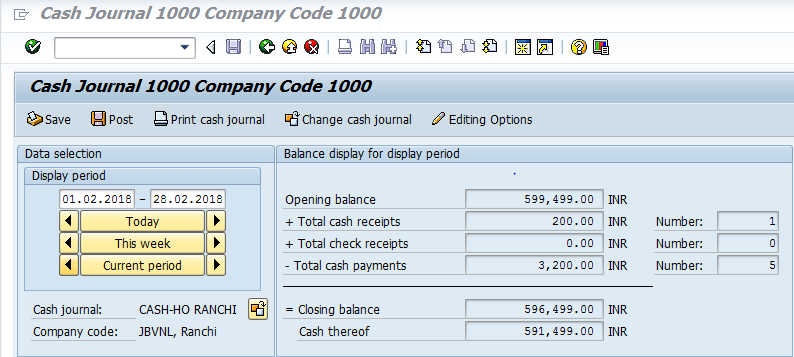 Cash Journal 1000 Company Code 1000
Cash Journal 1000 Company Code 1000
Save Post Print cash journal Change cash journal Editing Options
Data selection
Display period
01.02.2018 - 28.02.2018
Today
This week
Current period
Cash journal: CASH-HO RANCHI
Company code: JBVNL, Ranchi
Balance display for display period
Opening balance 599,499.00 INR
+ Total cash receipts 200.00 INR Number: 1
+ Total check receipts 0.00 INR Number: 0
- Total cash payments 3,200.00 INR Number: 5
= Closing balance 596,499.00 INR
Cash thereof 591,499.00 INR